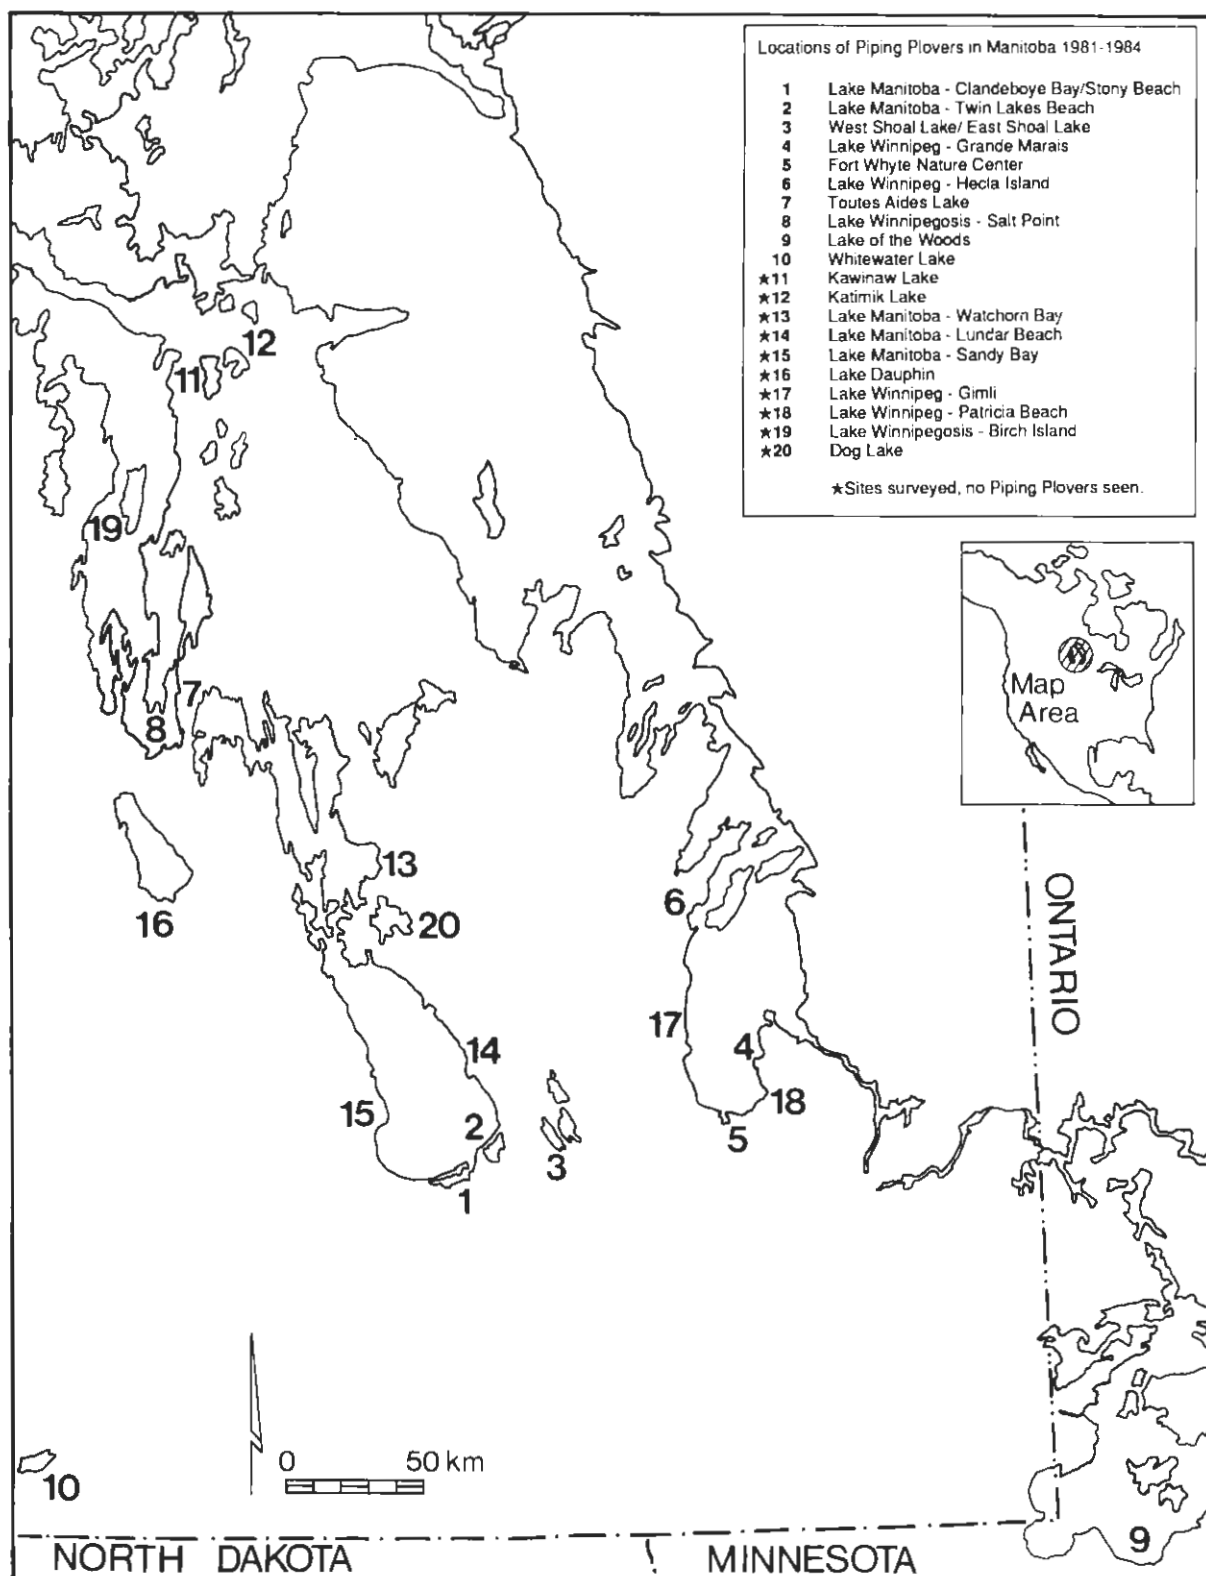 Locations of Piping Plovers in Manitoba 1981-1984
1 Lake Manitoba - Clandeboye Bay/Stony Beach
2 Lake Manitoba - Twin Lakes Beach
3 West Shoal Lake/ East Shoal Lake
4 Lake Winnipeg - Grande Marais
5 Fort Whyte Nature Center
6 Lake Winnipeg - Hecla Island
7 Toutes Aides Lake
8 Lake Winnipegosis - Salt Point
9 Lake of the Woods
10 Whitewater Lake
★11 Kawinaw Lake
★12 Katimik Lake
★13 Lake Manitoba - Watchorn Bay
★14 Lake Manitoba - Lundar Beach
★15 Lake Manitoba - Sandy Bay
★16 Lake Dauphin
★17 Lake Winnipeg - Gimli
★18 Lake Winnipeg - Patricia Beach
★19 Lake Winnipegosis - Birch Island
★20 Dog Lake
★Sites surveyed, no Piping Plovers seen.
12
11
19
Map
Area
7
8
13
6
16
20
ONTARIO
17
4
14
18
15
2
5
3
1
0 50 km
10
9
NORTH DAKOTA
MINNESOTA